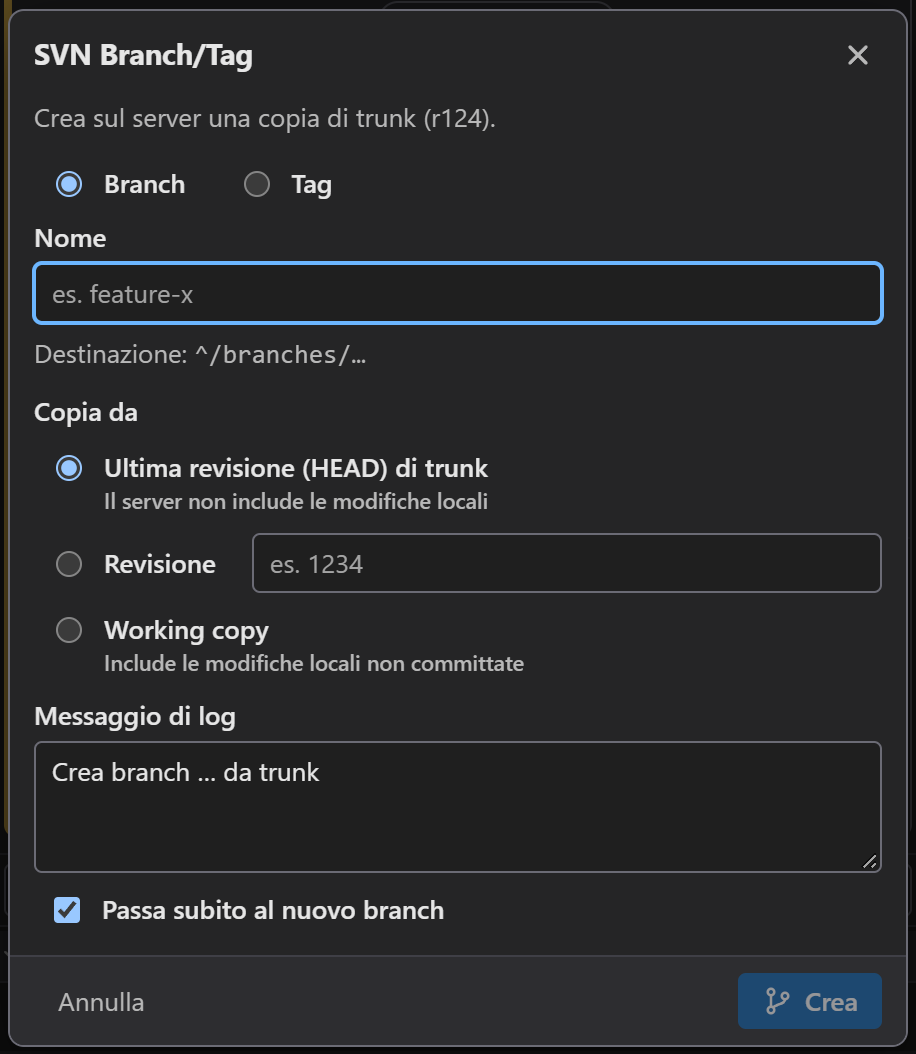 SVN Branch/Tag
Crea sul server una copia di trunk (r124).
Branch Tag
Nome
es. feature-x
Destinazione: ^/branches/…
Copia da
Ultima revisione (HEAD) di trunk
Il server non include le modifiche locali
Revisione es. 1234
Working copy
Include le modifiche locali non committate
Messaggio di log
Crea branch … da trunk
Passa subito al nuovo branch
Annulla Crea